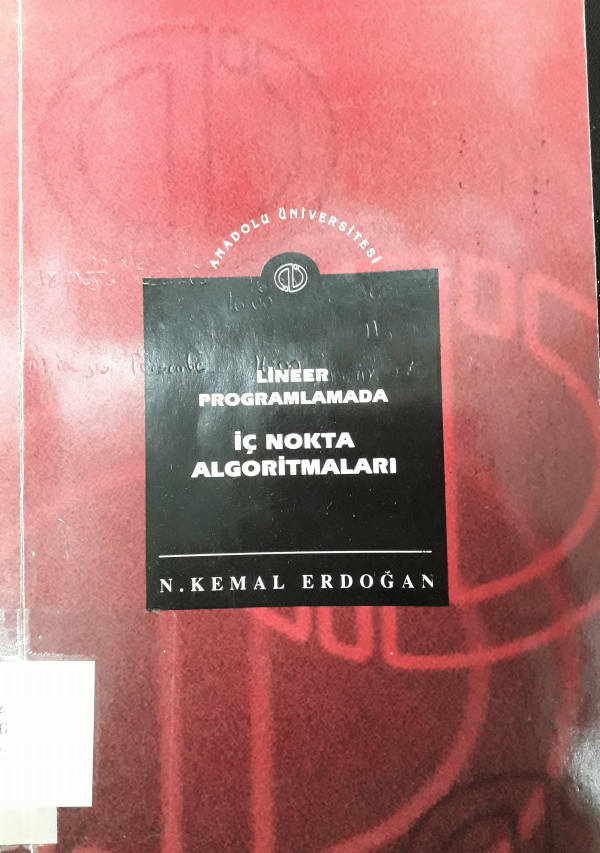 ANADOLU ÜNİVERSİTESİ
LİNEER
PROGRAMLAMADA
İÇ NOKTA
ALGORİTMALARI
N. KEMAL ERDOĞAN